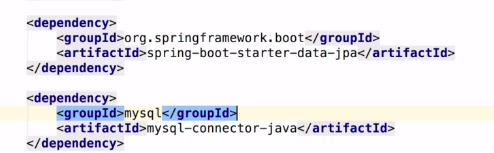 <dependency>
<groupId>org.springframework.boot</groupId>
<artifactId>spring-boot-starter-data-jpa</artifactId>
</dependency>
<dependency>
<groupId>mysql</groupId>
<artifactId>mysql-connector-java</artifactId>
</dependency>